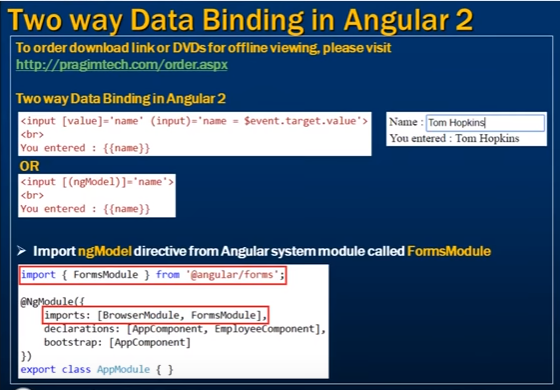 Two way Data Binding in Angular 2
To order download link or DVDs for offline viewing, please visit
http://pragimtech.com/order.aspx
Two way Data Binding in Angular 2
<input [value]='name' (input)='name = $event.target.value'>
<br>
You entered : {{name}}
Name : Tom Hopkins
You entered : Tom Hopkins
OR
<input [(ngModel)]='name'>
<br>
You entered : {{name}}
➤ Import ngModel directive from Angular system module called FormsModule
import { FormsModule } from '@angular/forms';
@NgModule({
imports: [BrowserModule, FormsModule],
declarations: [AppComponent, EmployeeComponent],
bootstrap: [AppComponent]
})
export class AppModule { }